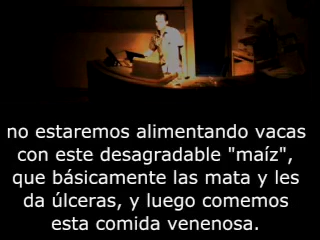 no estaremos alimentando vacas
con este desagradable "maíz",
que básicamente las mata y les
da úlceras, y luego comemos
esta comida venenosa.